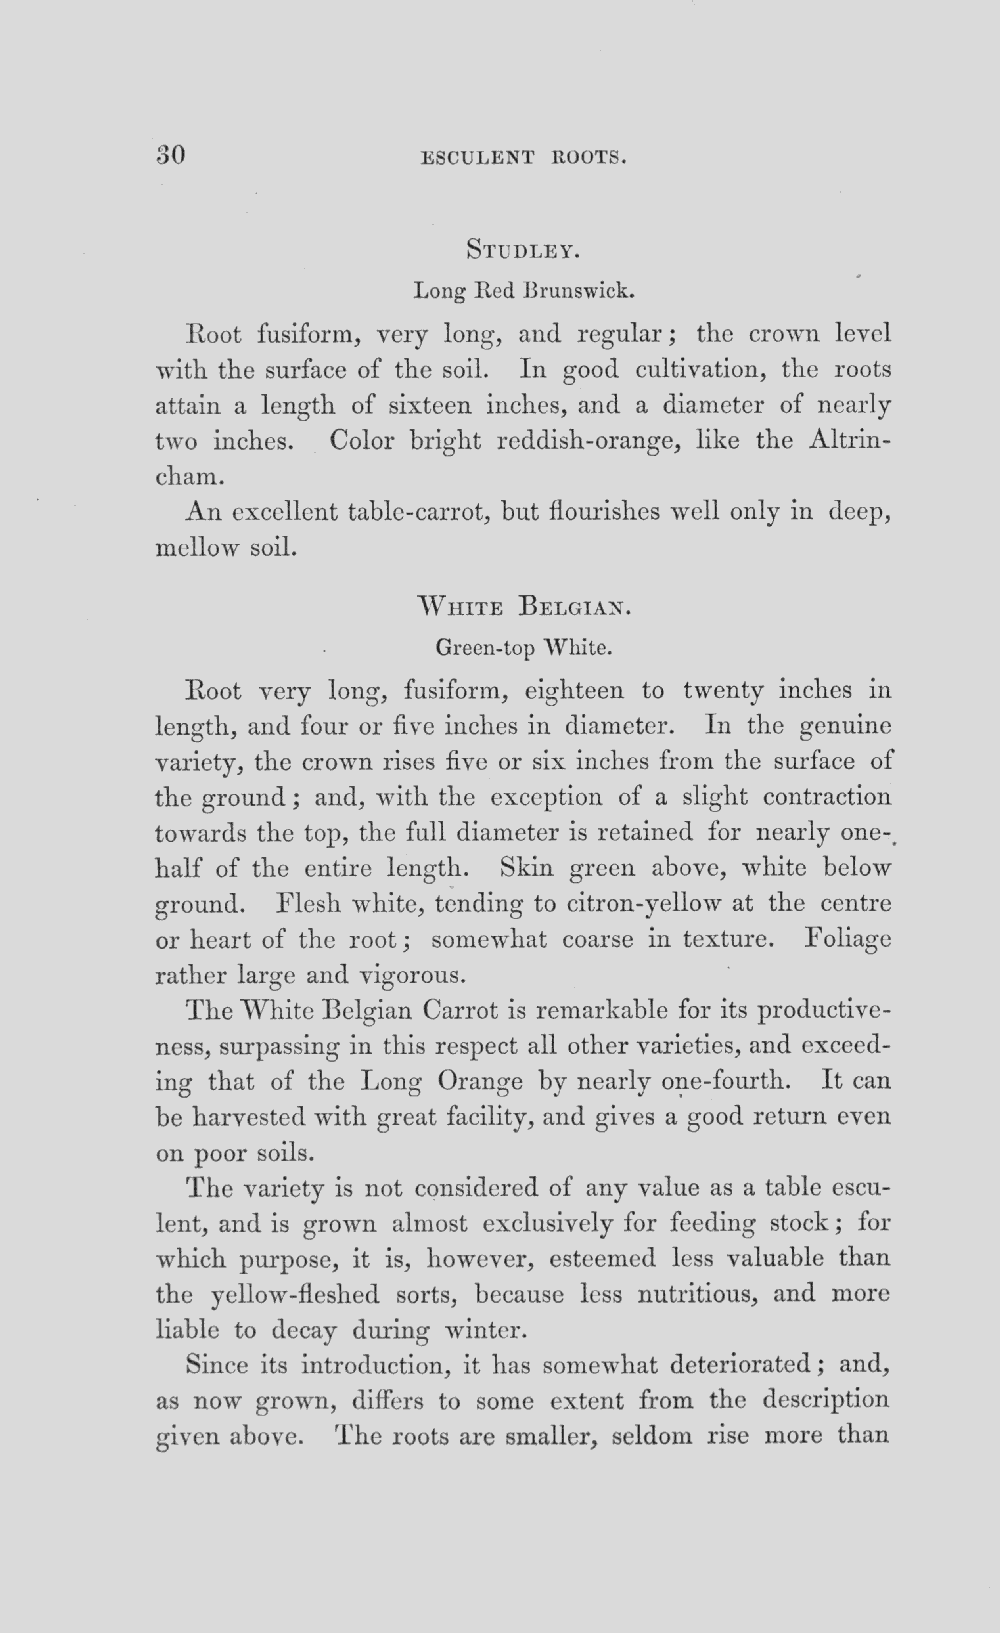 30 ESCULENT ROOTS.
STUDLEY.
Long Red Brunswick.
Root fusiform, very long, and regular; the crown level
with the surface of the soil. In good cultivation, the roots
attain a length of sixteen inches, and a diameter of nearly
two inches. Color bright reddish-orange, like the Altrin-
cham.
An excellent table-carrot, but flourishes well only in deep,
mellow soil.
WHITE BELGIAN.
Green-top White.
Root very long, fusiform, eighteen to twenty inches in
length, and four or five inches in diameter. In the genuine
variety, the crown rises five or six inches from the surface of
the ground; and, with the exception of a slight contraction
towards the top, the full diameter is retained for nearly one-
half of the entire length. Skin green above, white below
ground. Flesh white, tending to citron-yellow at the centre
or heart of the root; somewhat coarse in texture. Foliage
rather large and vigorous.
The White Belgian Carrot is remarkable for its productive-
ness, surpassing in this respect all other varieties, and exceed-
ing that of the Long Orange by nearly one-fourth. It can
be harvested with great facility, and gives a good return even
on poor soils.
The variety is not considered of any value as a table escu-
lent, and is grown almost exclusively for feeding stock; for
which purpose, it is, however, esteemed less valuable than
the yellow-fleshed sorts, because less nutritious, and more
liable to decay during winter.
Since its introduction, it has somewhat deteriorated; and,
as now grown, differs to some extent from the description
given above. The roots are smaller, seldom rise more than